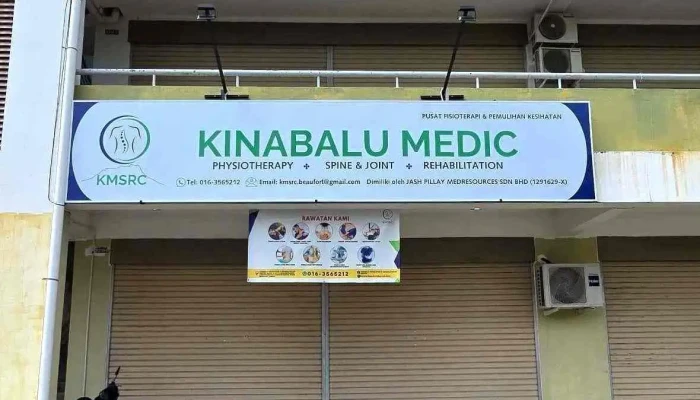 PUSAT FISIOTERAPI & PEMULIHAN KESIHATAN
KINABALU MEDIC
PHYSIOTHERAPY + SPINE & JOINT + REHABILITATION
KMSRC
Tel: 016-3565212 Email: kmsrc.beaufort@gmail.com Dimiliki oleh JASH PILLAY MEDRESOURCES SDN BHD (1291629-X)
RAWATAN KAMI
016-3565212